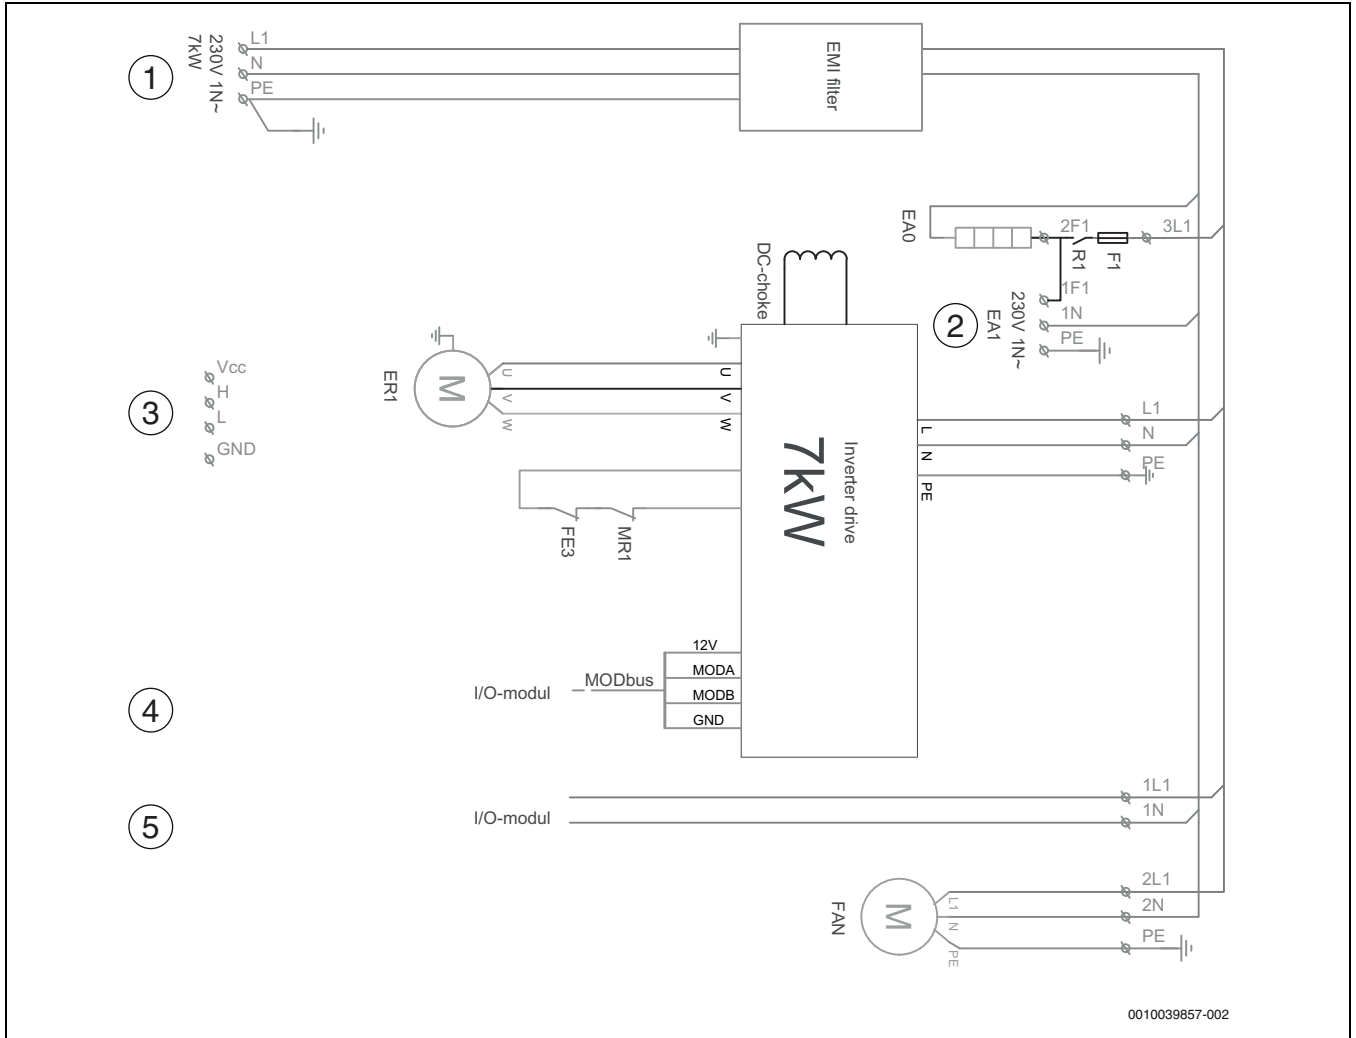 1
230V 1N~
7kW
L1
N
PE
EMI filter
EA0
2F1
R1
F1
3L1
1F1
1N
PE
2
230V 1N~
EA1
DC-choke
3
Vcc
H
L
GND
ER1
M
U
V
W
U
V
W
7kW
Inverter drive
L
N
PE
L1
N
PE
FE3
MR1
4
I/O-modul
MODbus
12V
MODA
MODB
GND
5
I/O-modul
1L1
1N
FAN
M
L1
N
PE
2L1
2N
PE
0010039857-002